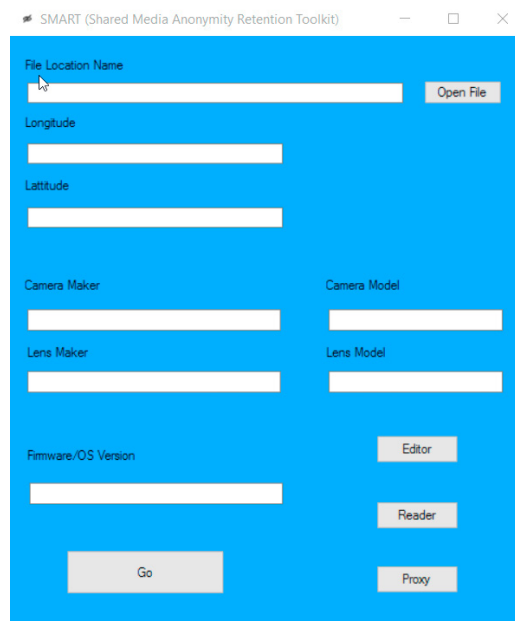 SMART (Shared Media Anonymity Retention Toolkit)
File Location Name
Open File
Longitude
Lattitude
Camera Maker
Camera Model
Lens Maker
Lens Model
Editor
Firmware/OS Version
Reader
Go
Proxy